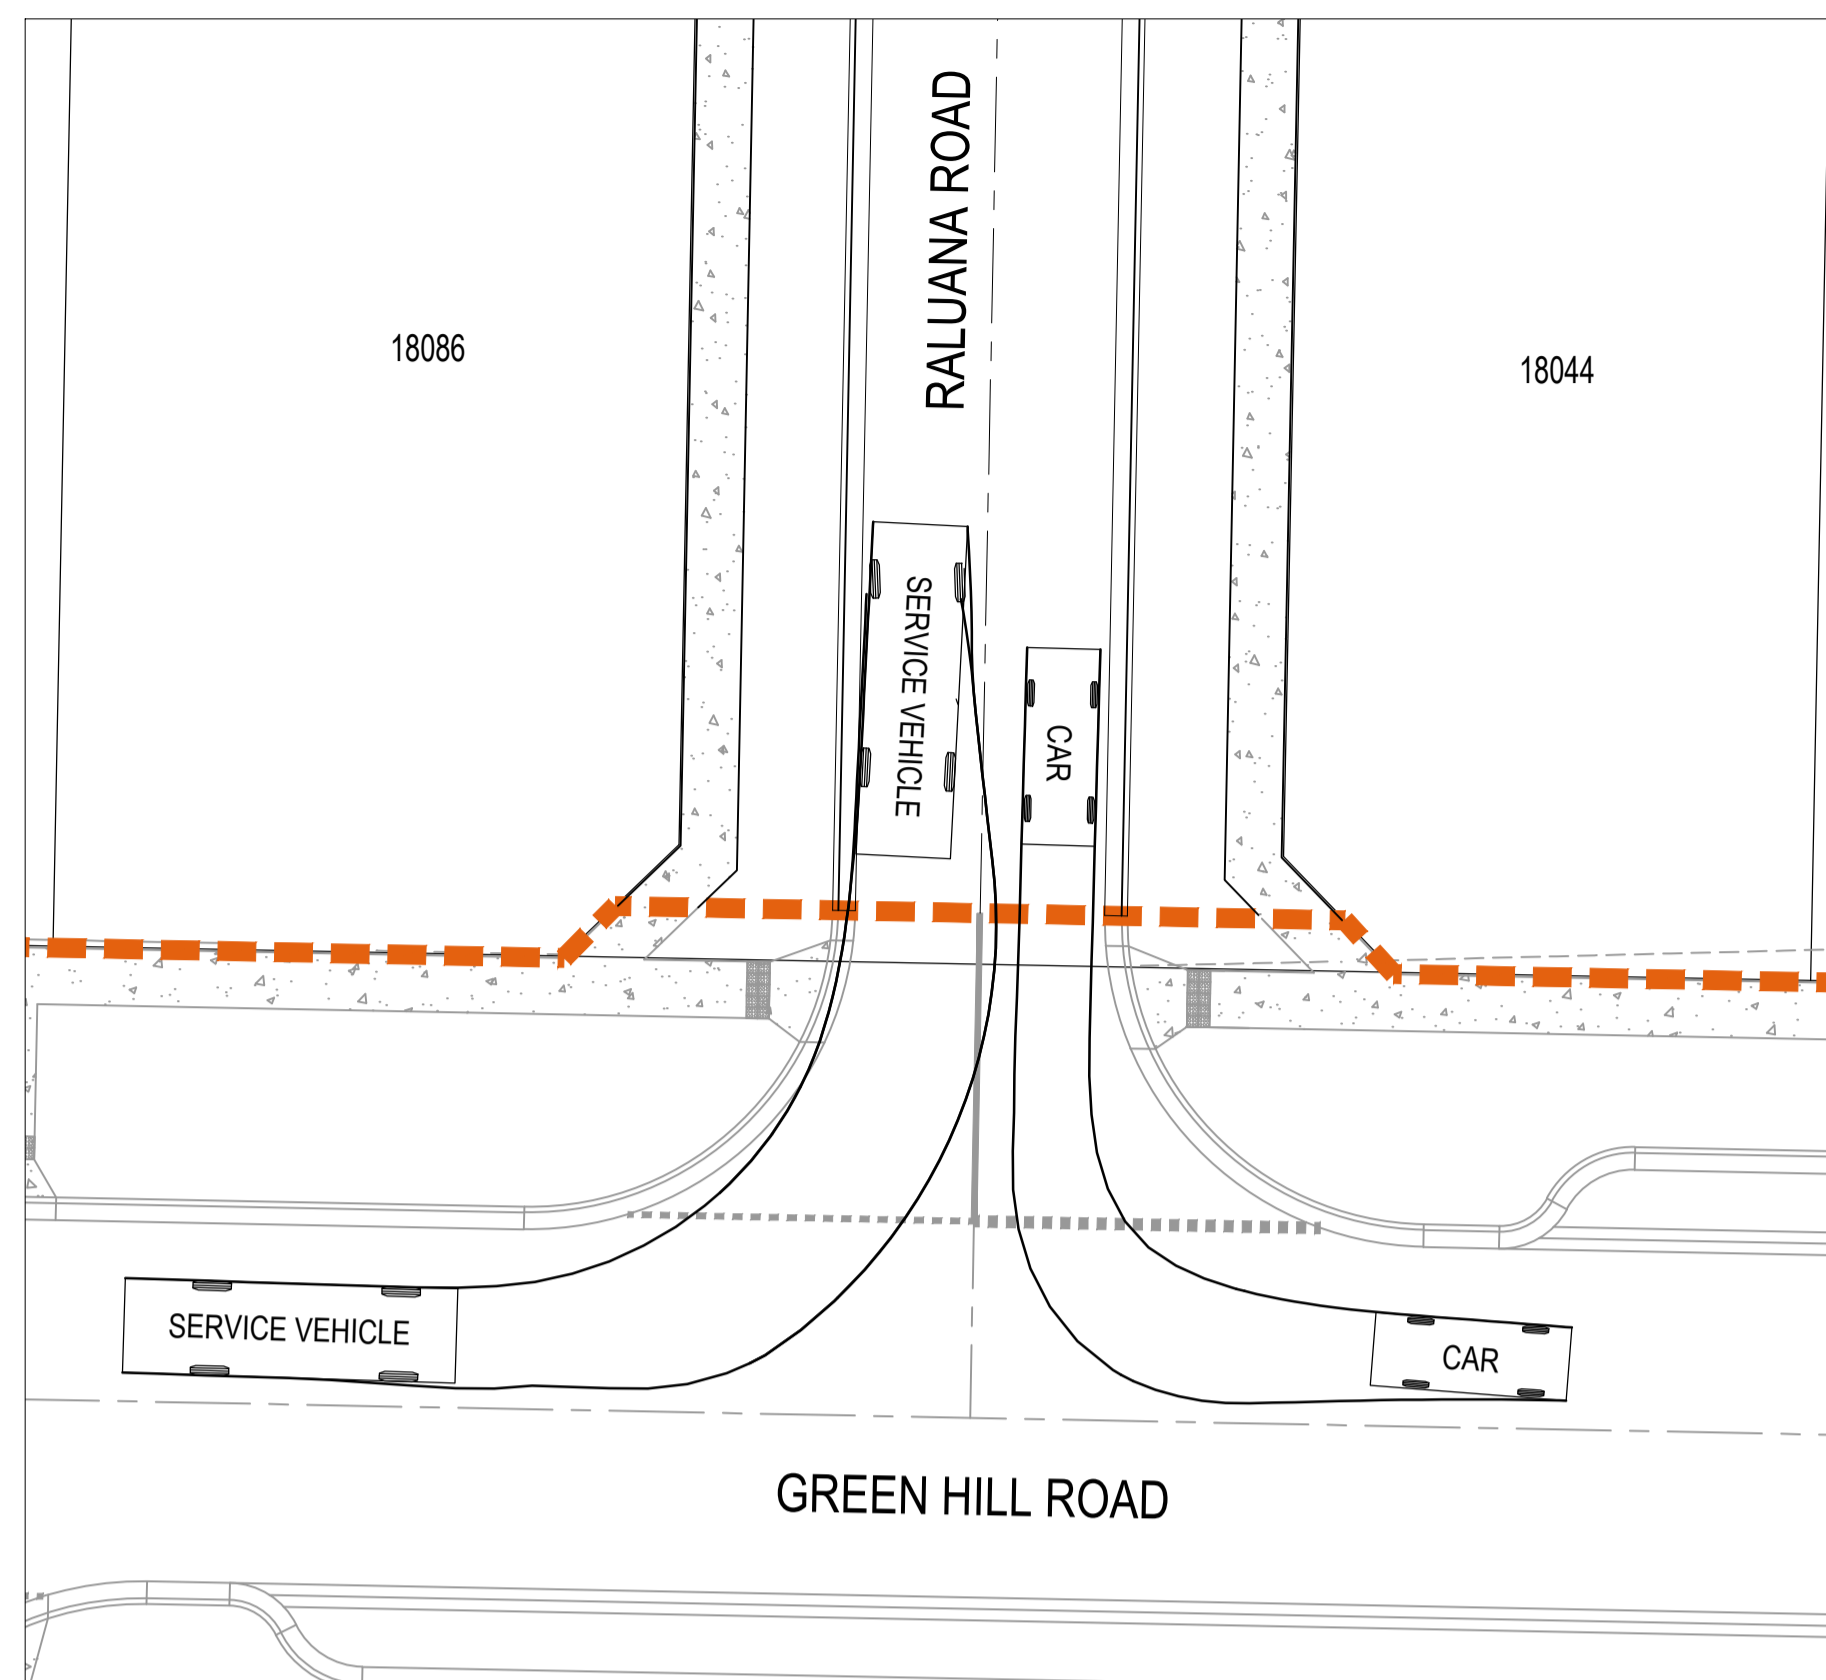 RALUANA ROAD
18086
18044
SERVICE VEHICLE
CAR
SERVICE VEHICLE
CAR
GREEN HILL ROAD